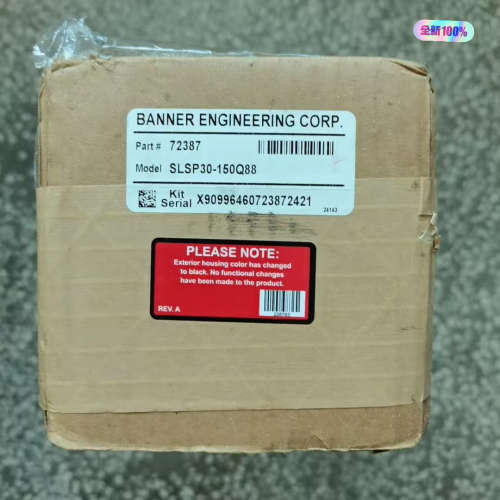 全新100%
BANNER ENGINEERING CORP.
Part # 72387
Model SLSP30-150Q88
Kit
Serial X90996460723872421
24143
PLEASE NOTE:
Exterior housing color has changed
to black. No functional changes
have been made to the product.
REV. A